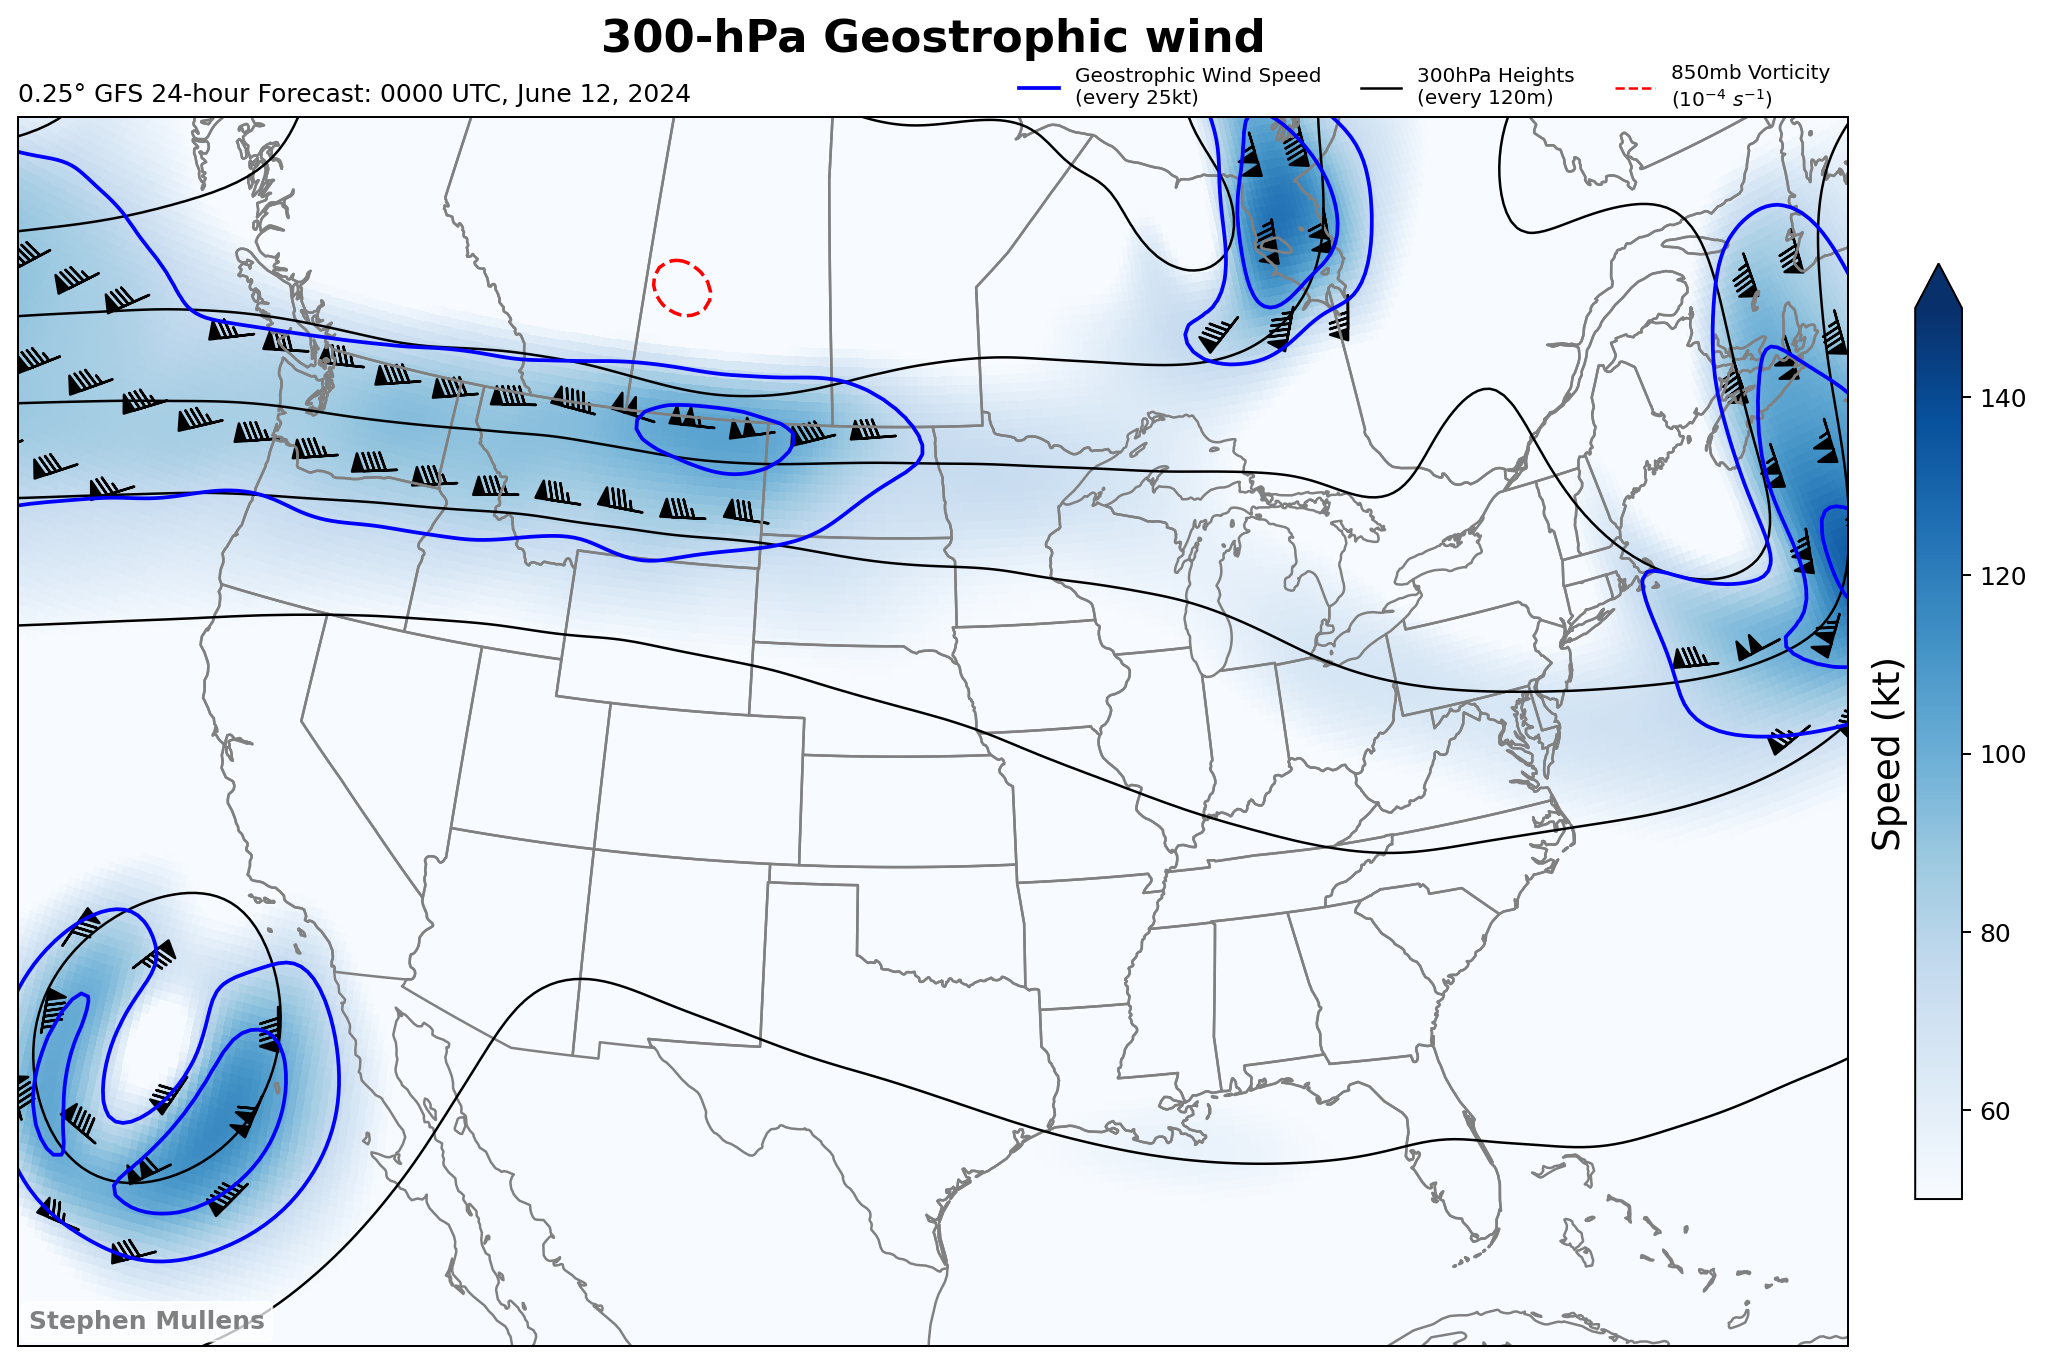 300-hPa Geostrophic wind
0.25° GFS 24-hour Forecast: 0000 UTC, June 12, 2024
Geostrophic Wind Speed
(every 25kt)
300hPa Heights
(every 120m)
850mb Vorticity
(10⁻⁴ s⁻¹)
140
120
100
80
60
Speed (kt)
Stephen Mullens